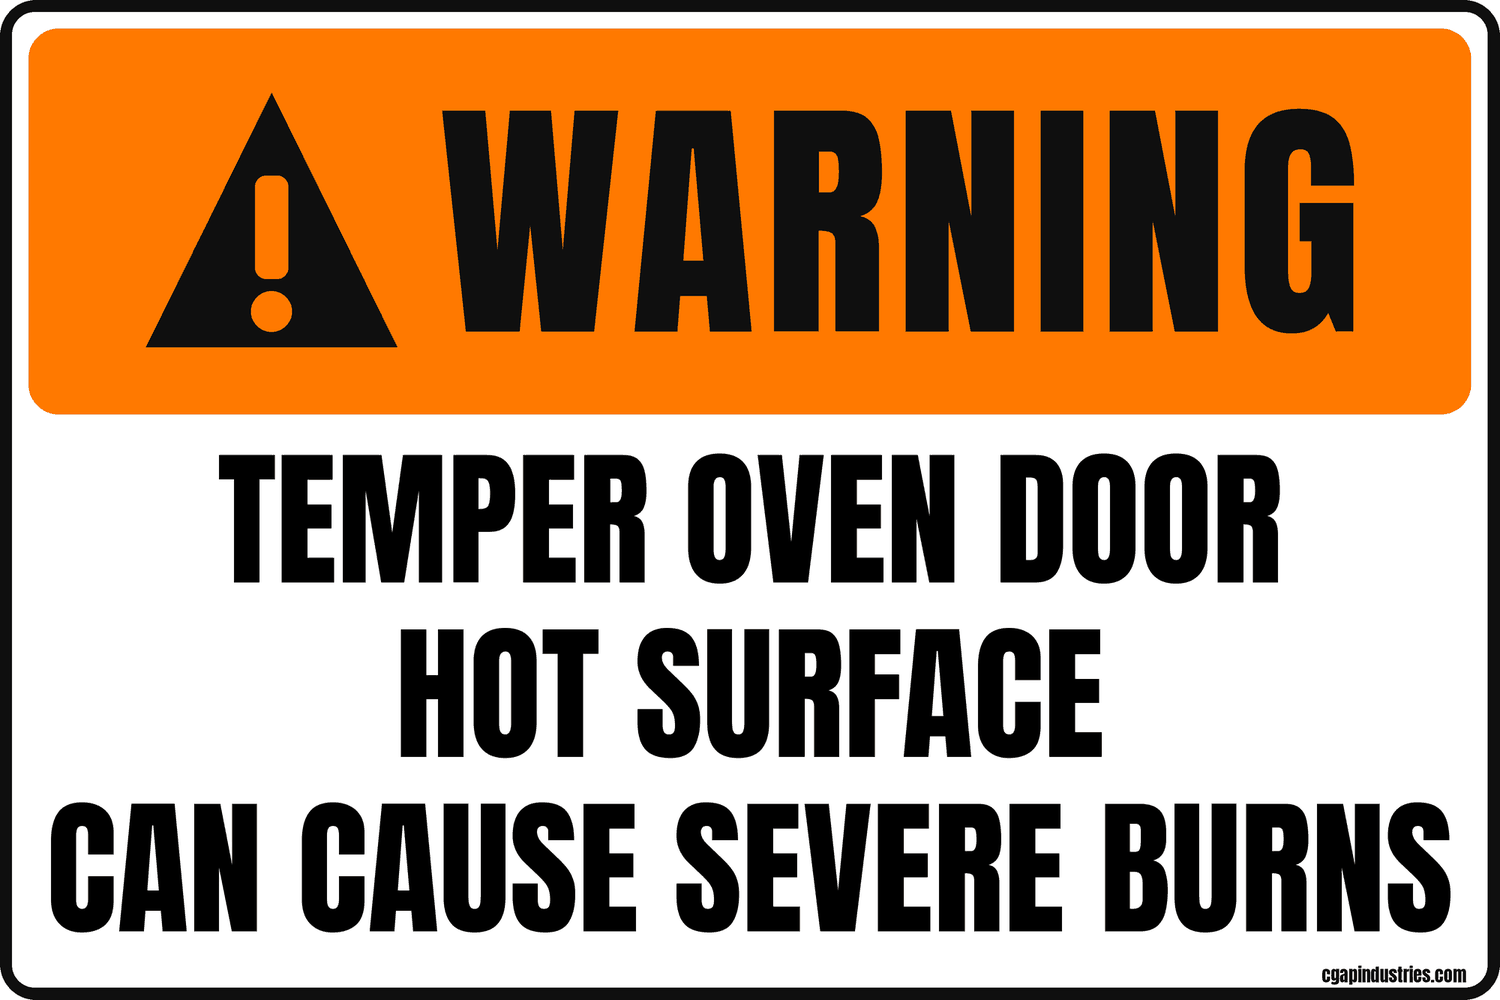 WARNING
TEMPER OVEN DOOR
HOT SURFACE
CAN CAUSE SEVERE BURNS
cgapindustries.com